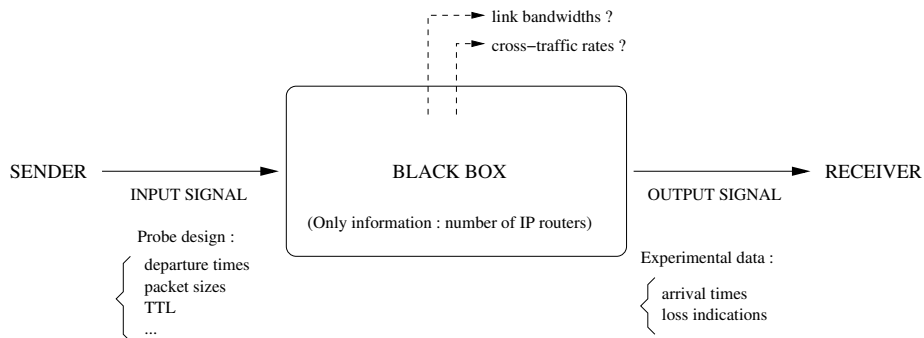 link bandwidths ?
cross−traffic rates ?
SENDER
INPUT SIGNAL
BLACK BOX
(Only information : number of IP routers)
OUTPUT SIGNAL
RECEIVER
Probe design :
departure times
packet sizes
TTL
...
Experimental data :
arrival times
loss indications